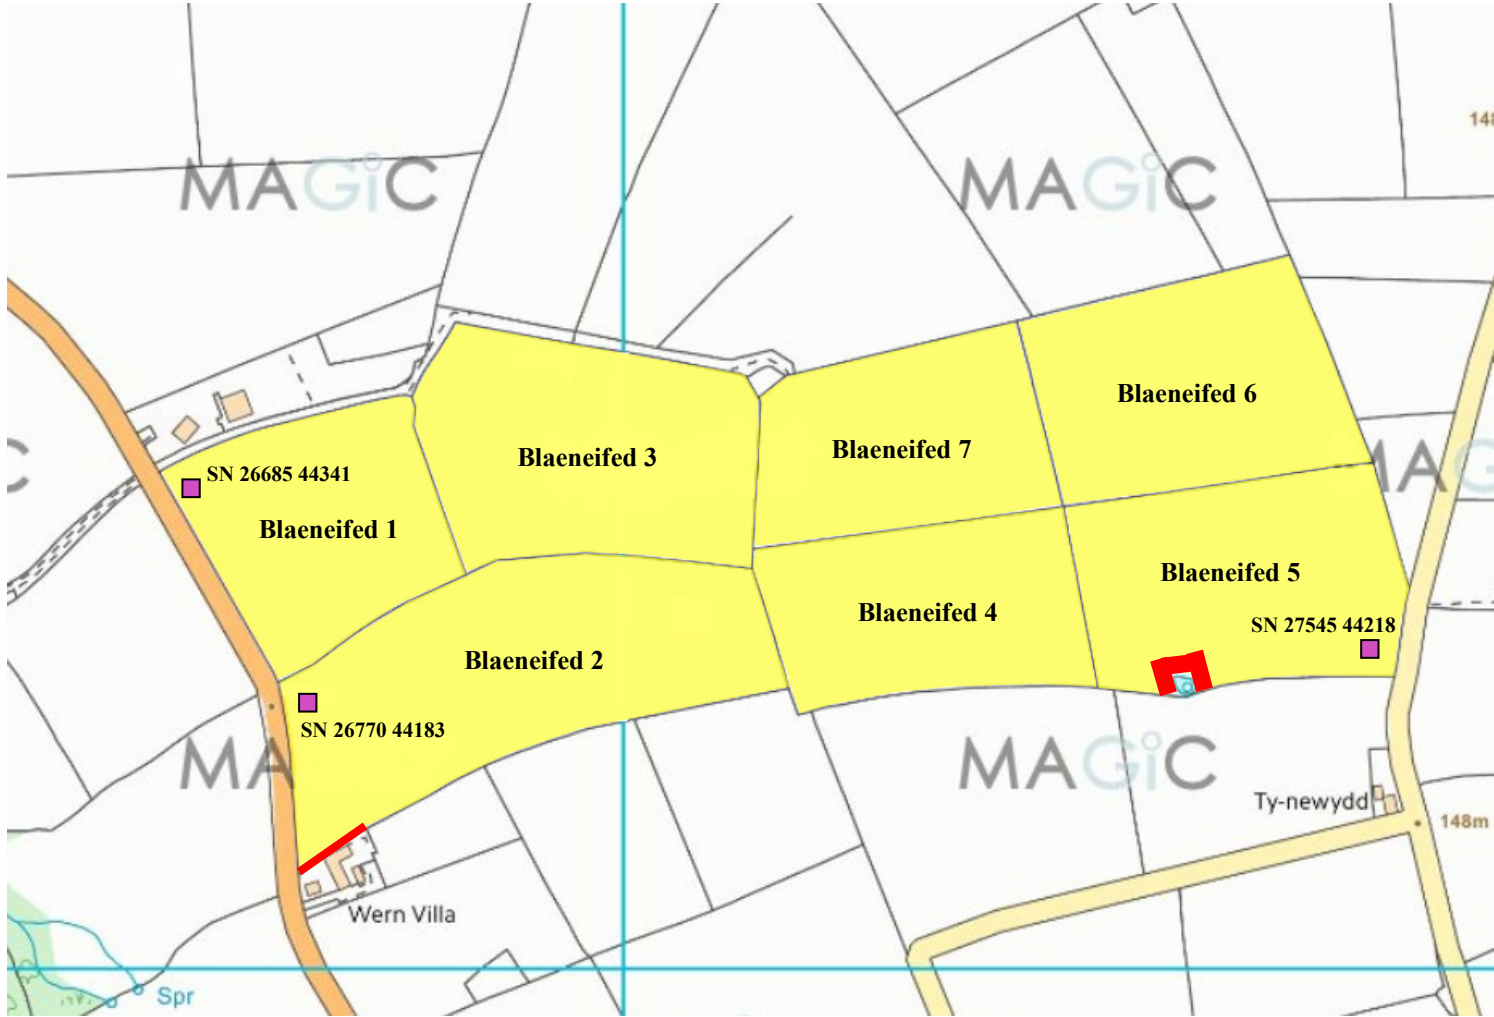 148
MAGiC
MAGiC
Blaeneifed 6
Blaeneifed 7
Blaeneifed 3
C
SN 26685 44341
MAG
Blaeneifed 1
Blaeneifed 5
Blaeneifed 4
SN 27545 44218
Blaeneifed 2
SN 26770 44183
MA
MAGiC
Ty-newydd
148m
Wern Villa
Spr